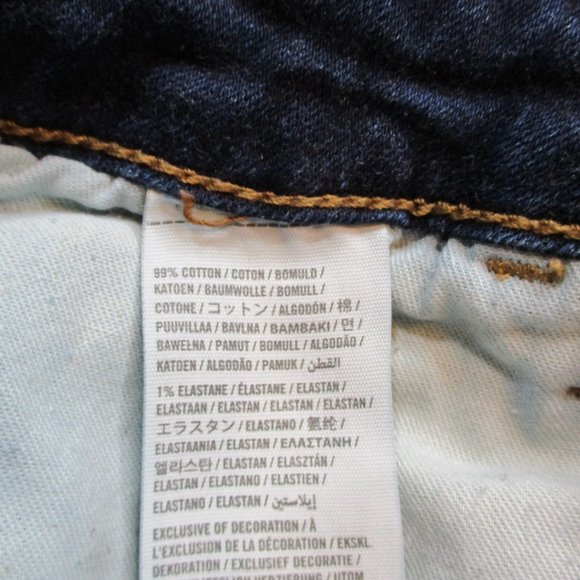 99% COTTON / COTON / BOMULD /
KATOEN / BAUMWOLLE / BOMULL /
COTONE / コットン / ALGODÓN / 棉 /
PUUVILLAA / BAVLNA / ΒΑΜΒΑΚΙ / 면 /
BAWEŁNA / PAMUT / BOMULL / ALGODÃO /
KATOEN / ALGODÃO / PAMUK / القطن
1% ELASTANE / ÉLASTANE / ELASTAN /
ELASTAAN / ELASTAN / ELASTAN / ELASTAN
/ エラスタン / ELASTANO / 氨纶 /
ELASTAANIA / ELASTAN / ΕΛΑΣΤΑΝΗ /
엘라스탄 / ELASTAN / ELASZTÁN /
ELASTAN / ELASTANO / ELASTIEN /
ELASTANO / ELASTAN / إيلاستين
EXCLUSIVE OF DECORATION / À
L'EXCLUSION DE LA DÉCORATION / EKSKL.
DEKORATION / EXCLUSIEF DECORATIE /
VERZIERUNG / UTOM